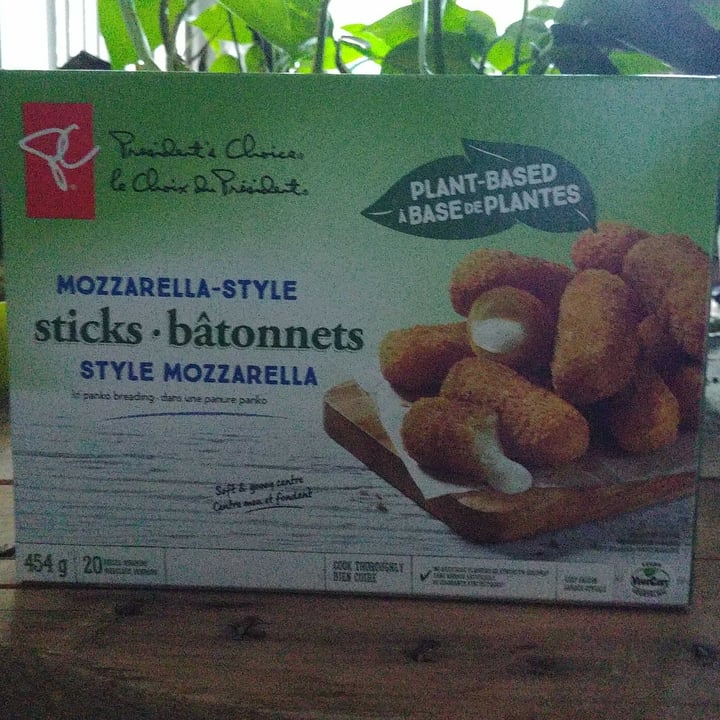 President's Choice
le Choix du Président
PLANT-BASED
À BASE DE PLANTES
MOZZARELLA-STYLE
sticks · bâtonnets
STYLE MOZZARELLA
in panko breading · dans une panure panko
Soft & gooey centre
Centre mou et fondant
454 g
20
COOK THOROUGHLY
BIEN CUIRE